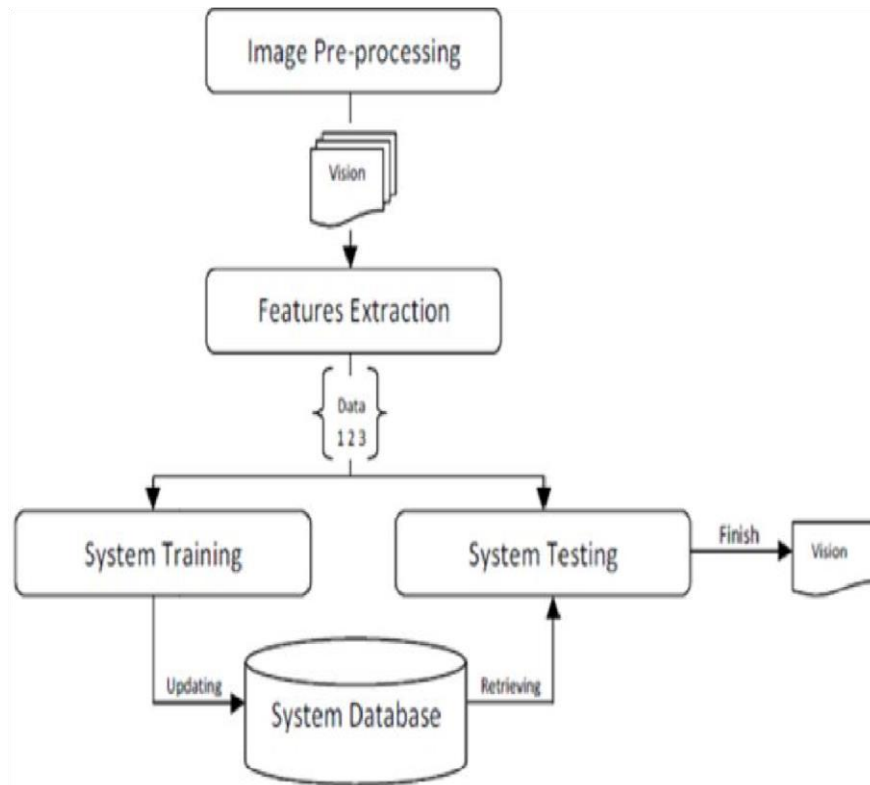 Image Pre-processing
Vision
Features Extraction
Data
1 2 3
System Training
System Testing
Finish
Vision
Updating
System Database
Retrieving